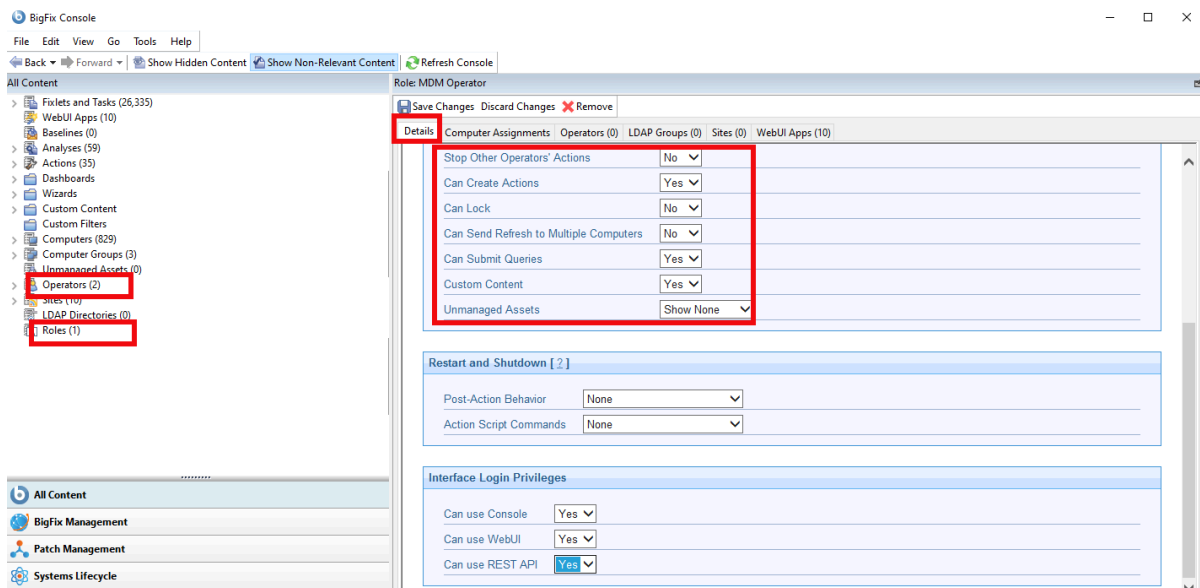 BigFix Console
File Edit View Go Tools Help
Back Forward Show Hidden Content Show Non-Relevant Content Refresh Console
All Content
Fixlets and Tasks (26,335)
WebUI Apps (10)
Baselines (0)
Analyses (59)
Actions (35)
Dashboards
Wizards
Custom Content
Custom Filters
Computers (829)
Computer Groups (3)
Unmanaged Assets (0)
Operators (2)
Sites (10)
LDAP Directories (0)
Roles (1)
All Content
BigFix Management
Patch Management
Systems Lifecycle
Role: MDM Operator
Save Changes Discard Changes Remove
Details Computer Assignments Operators (0) LDAP Groups (0) Sites (0) WebUI Apps (10)
Stop Other Operators' Actions No
Can Create Actions Yes
Can Lock No
Can Send Refresh to Multiple Computers No
Can Submit Queries Yes
Custom Content Yes
Unmanaged Assets Show None
Restart and Shutdown [ ? ]
Post-Action Behavior None
Action Script Commands None
Interface Login Privileges
Can use Console Yes
Can use WebUI Yes
Can use REST API Yes